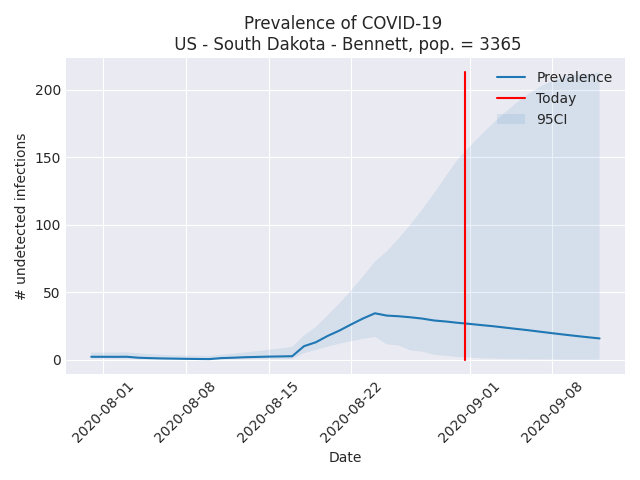 Prevalence of COVID-19
US - South Dakota - Bennett, pop. = 3365
# undetected infections
200
150
100
50
0
Prevalence
Today
95CI
2020-08-01
2020-08-08
2020-08-15
2020-08-22
2020-09-01
2020-09-08
Date